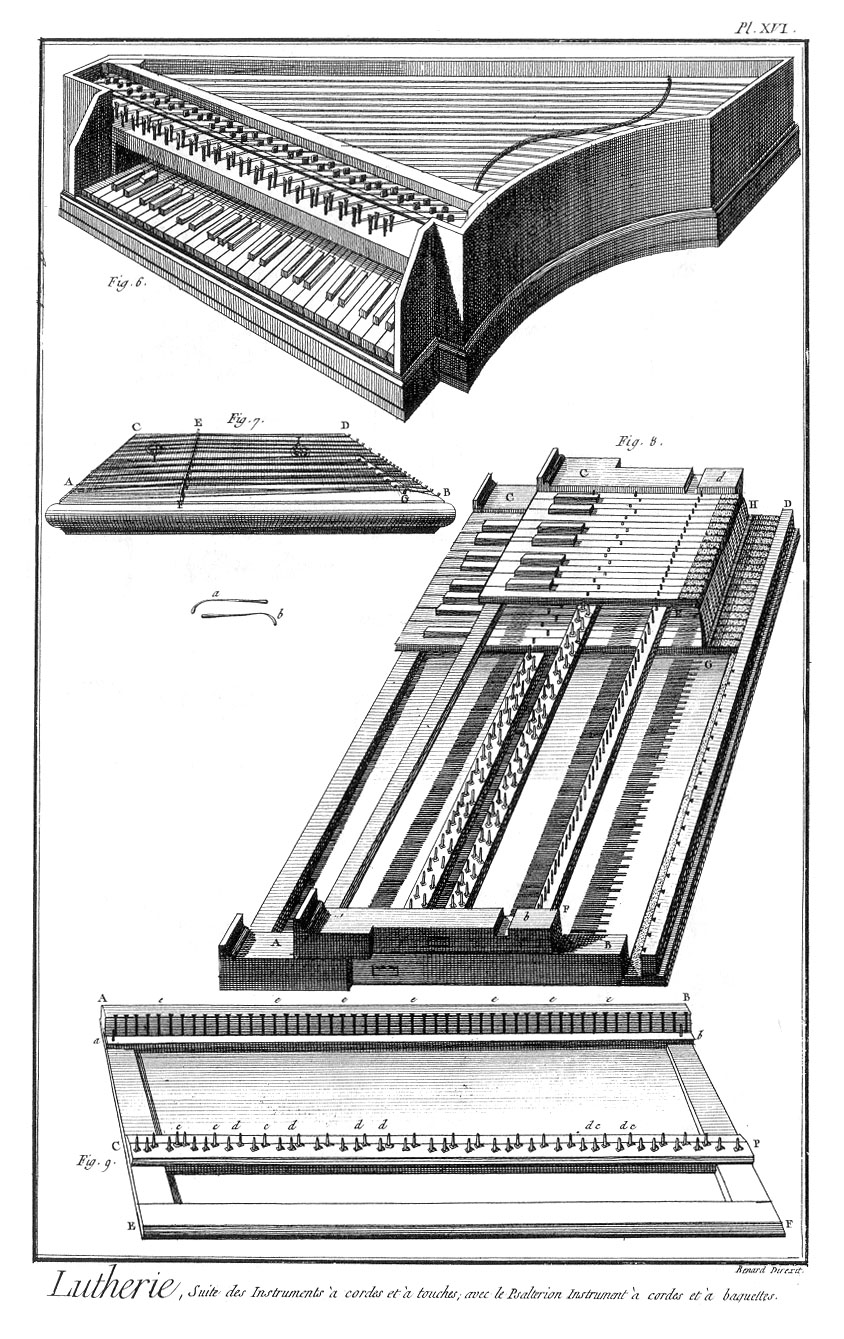 Pl. XVI.
Fig. 6.
C E Fig. 7. D
A F G B
Fig. 8.
C C d
H D
a
b
G
A b P B
A e e e e e e e B
a b
c c d c d d d d c d c
C P
Fig. 9.
E F
Benard Direxit.
Lutherie, Suite des Instruments à cordes et à touches; avec le Psalterion Instrument à cordes et à baguettes.